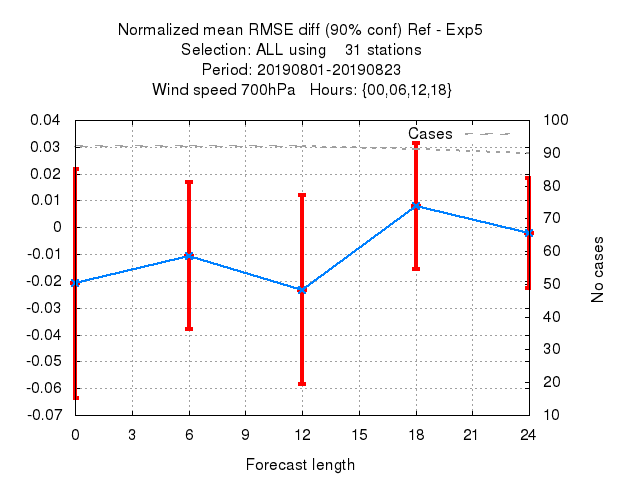 Normalized mean RMSE diff (90% conf) Ref - Exp5
Selection: ALL using    31 stations
Period: 20190801-20190823
Wind speed 700hPa   Hours: {00,06,12,18}
Cases
0.04
0.03
0.02
0.01
0
-0.01
-0.02
-0.03
-0.04
-0.05
-0.06
-0.07
100
90
80
70
60
50
40
30
20
10
No cases
0 3 6 9 12 15 18 21 24
Forecast length